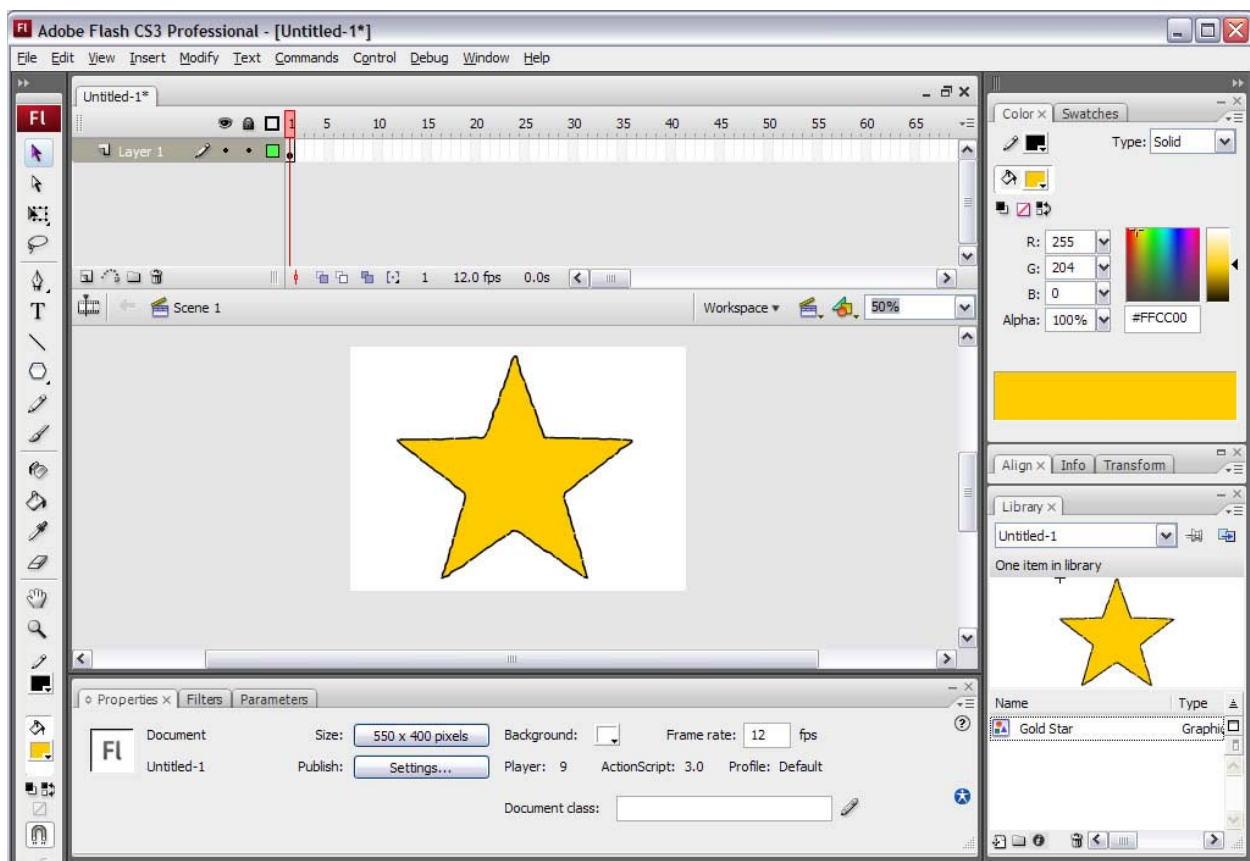 Fl Adobe Flash CS3 Professional - [Untitled-1*]
File Edit View Insert Modify Text Commands Control Debug Window Help
Untitled-1*
Fl
1 5 10 15 20 25 30 35 40 45 50 55 60 65
Layer 1
1 12.0 fps 0.0s
Scene 1
Workspace 50%
T
Properties × Filters Parameters
Fl
Document Size: 550 x 400 pixels Background: Frame rate: 12 fps
Untitled-1 Publish: Settings... Player: 9 ActionScript: 3.0 Profile: Default
Document class:
Color × Swatches
Type: Solid
R: 255
G: 204
B: 0
Alpha: 100% #FFCC00
Align × Info Transform
Library ×
Untitled-1
One item in library
Name Type
Gold Star Graphic